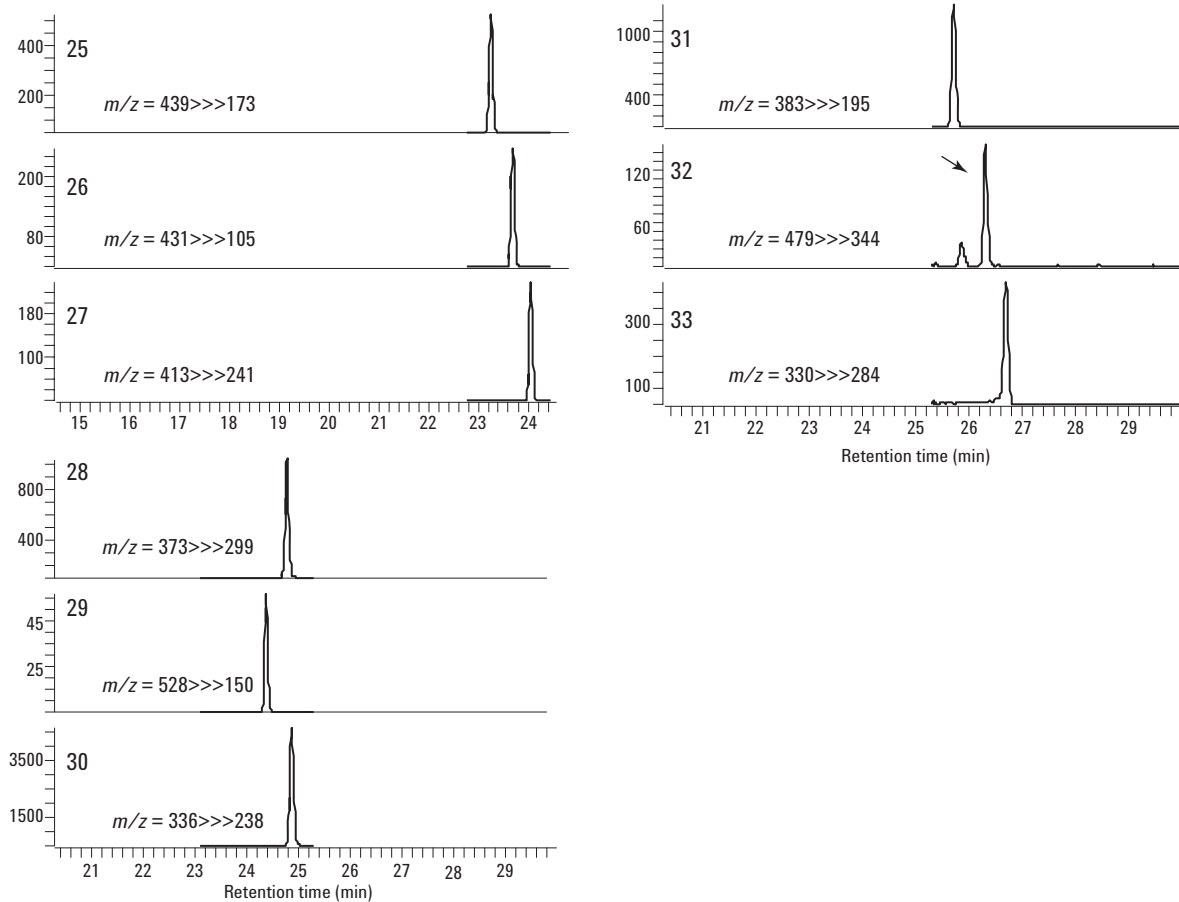 400
200
25
m/z = 439>>>173
200
80
26
m/z = 431>>>105
180
100
27
m/z = 413>>>241
15 16 17 18 19 20 21 22 23 24
800
400
28
m/z = 373>>>299
45
25
29
m/z = 528>>>150
3500
1500
30
m/z = 336>>>238
21 22 23 24 25 26 27 28 29
Retention time (min)
1000
400
31
m/z = 383>>>195
120
60
32
m/z = 479>>>344
300
100
33
m/z = 330>>>284
21 22 23 24 25 26 27 28 29
Retention time (min)